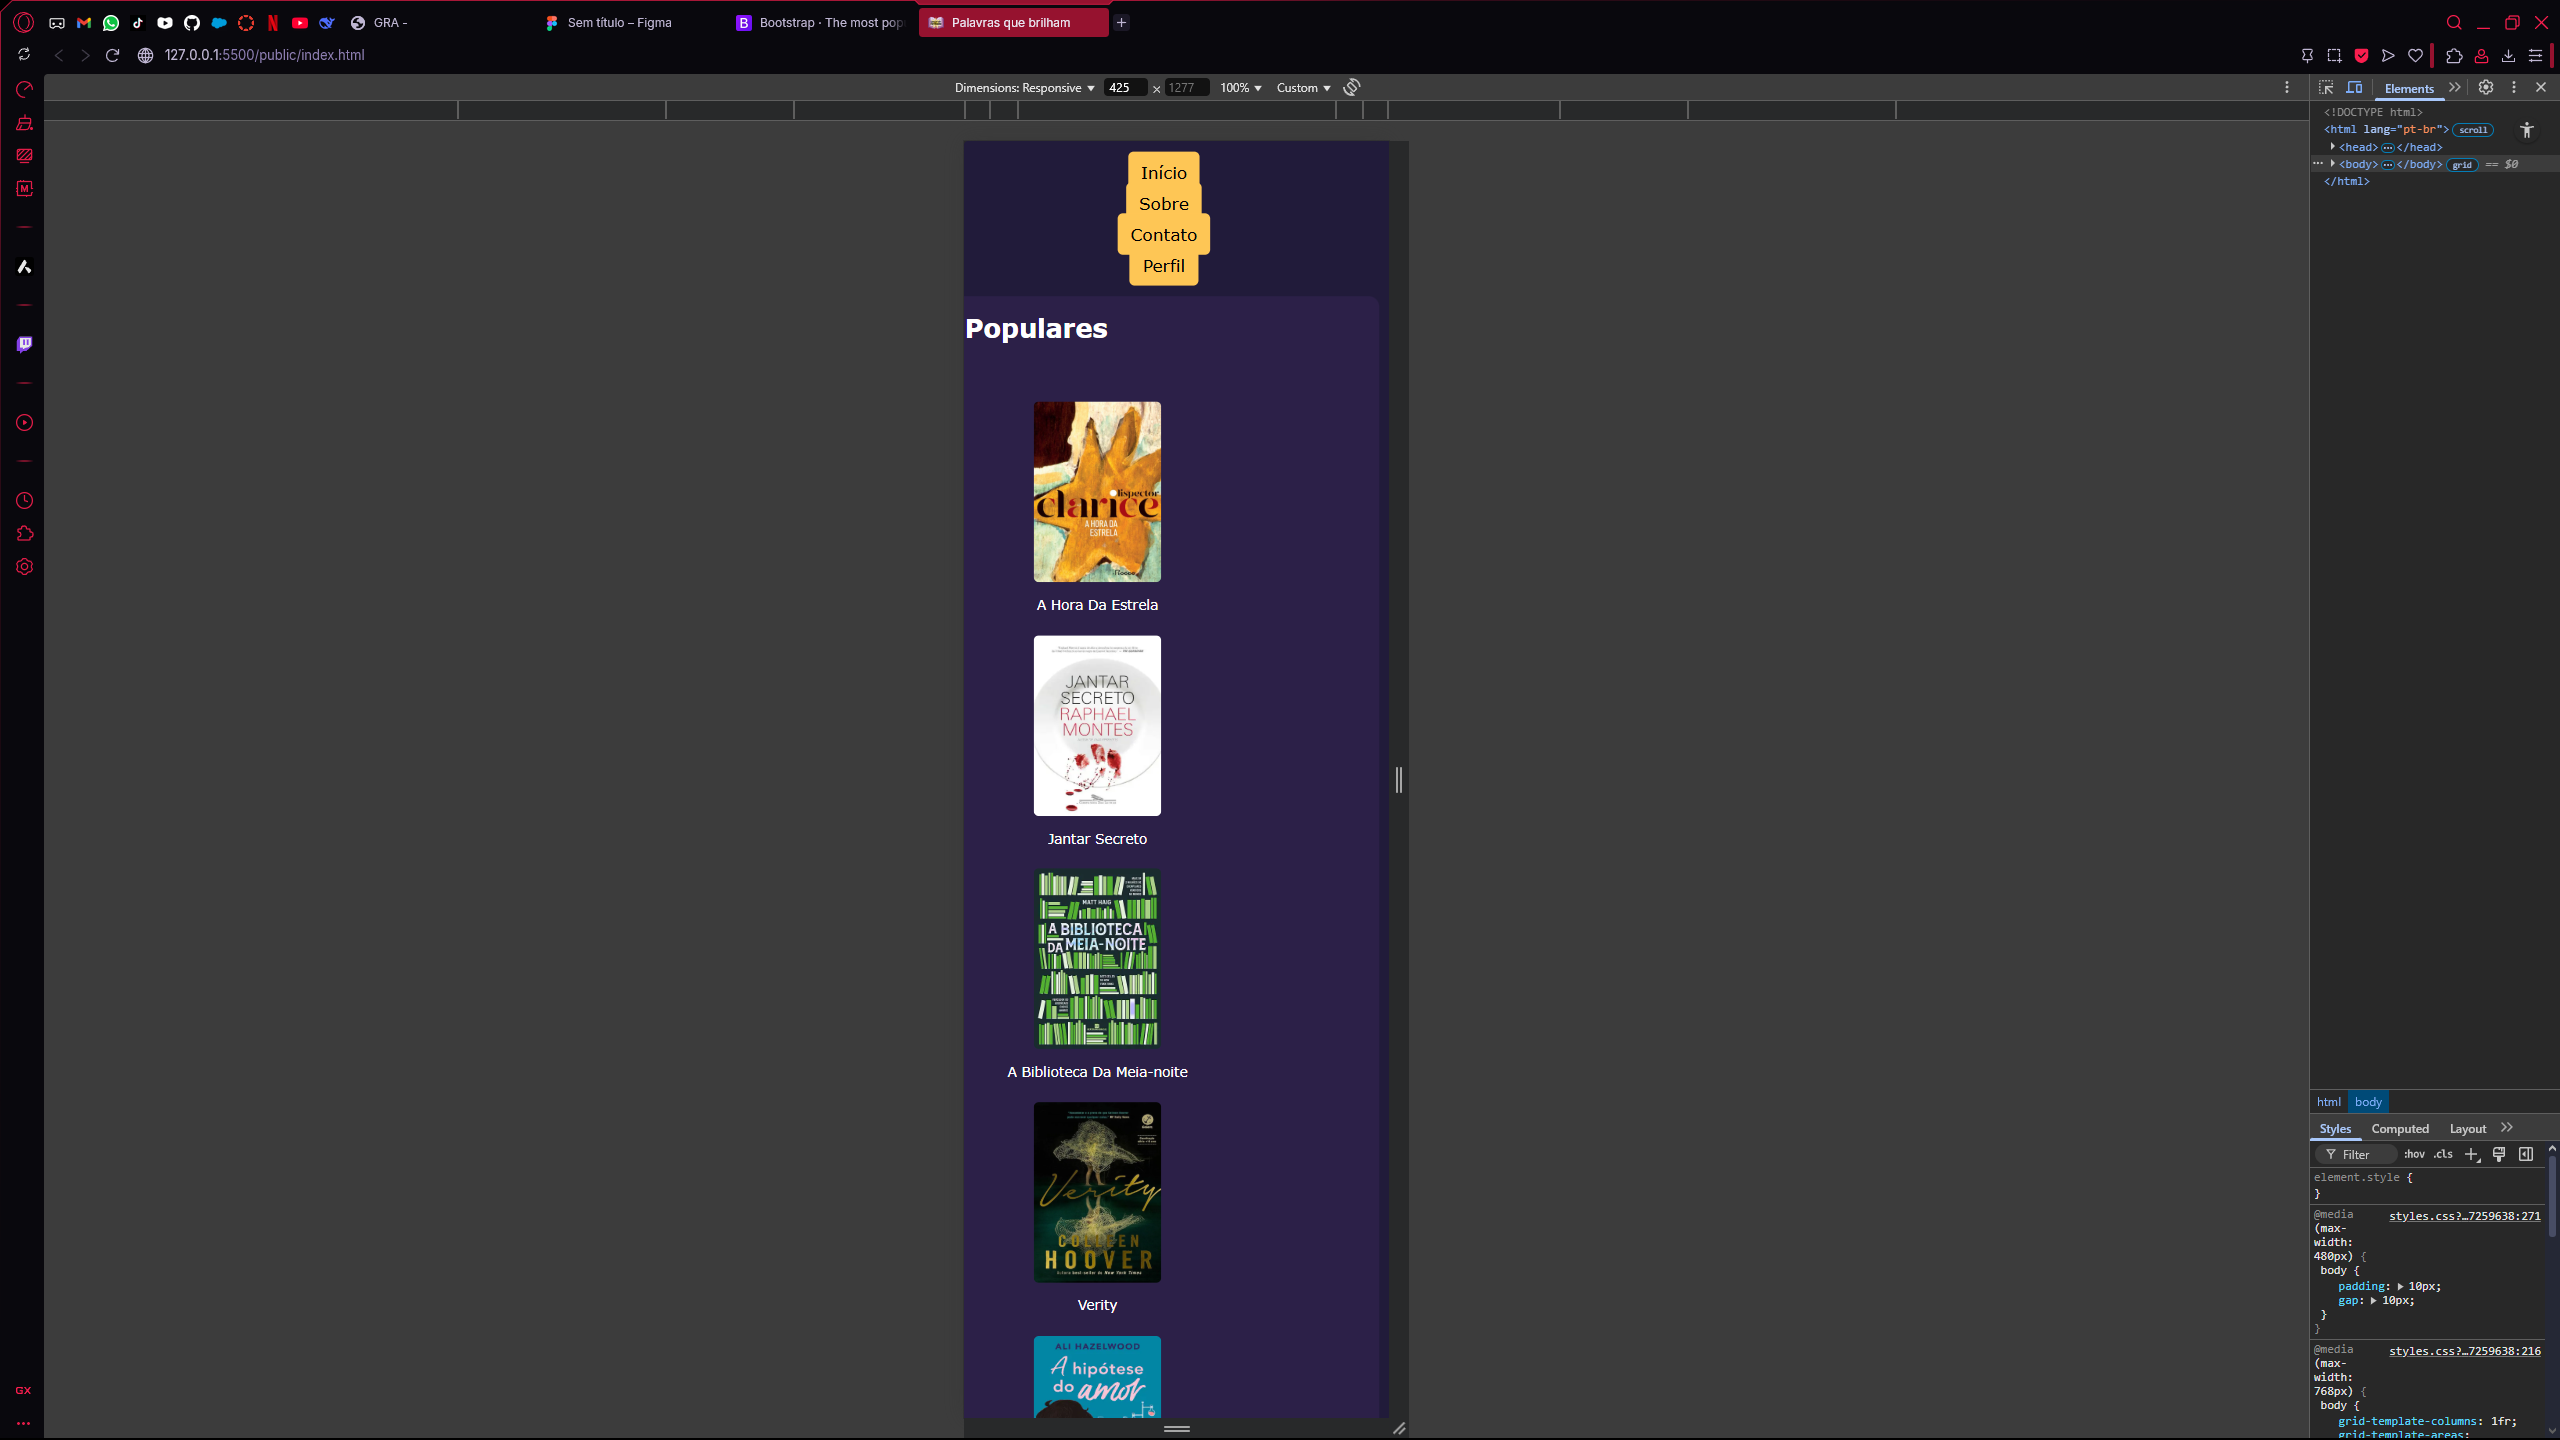 GRA -
Sem título – Figma
Bootstrap · The most pop
Palavras que brilham
127.0.0.1:5500/public/index.html
Dimensions: Responsive
425
×
1277
100%
Custom
Elements
<!DOCTYPE html>
<html lang="pt-br"> scroll
<head> … </head>
<body> … </body> grid == $0
</html>
Início
Sobre
Contato
Perfil
Populares
lispector
clarice
A HORA DA
ESTRELA
A Hora Da Estrela
JANTAR
SECRETO
RAPHAEL
MONTES
Jantar Secreto
MATT HAIG
A BIBLIOTECA
DA MEIA-NOITE
A Biblioteca Da Meia-noite
Verity
COLLEEN
HOOVER
Verity
ALI HAZELWOOD
A hipótese
do amor
html
body
Styles
Computed
Layout
Filter
:hov
.cls
element.style {
}
@media styles.css?…7259638:271
(max-
width:
480px) {
body {
padding: 10px;
gap: 10px;
}
}
@media styles.css?…7259638:216
(max-
width:
768px) {
body {
grid-template-columns: 1fr;
grid-template-areas:
GX